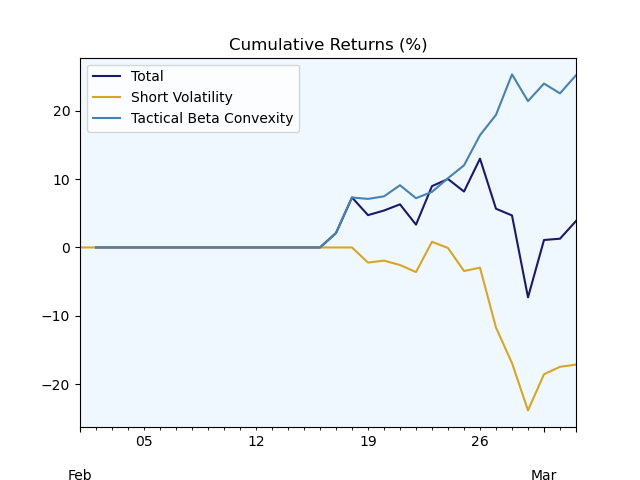 Cumulative Returns (%)
Total
Short Volatility
Tactical Beta Convexity
20
10
0
−10
−20
05 12 19 26
Feb Mar